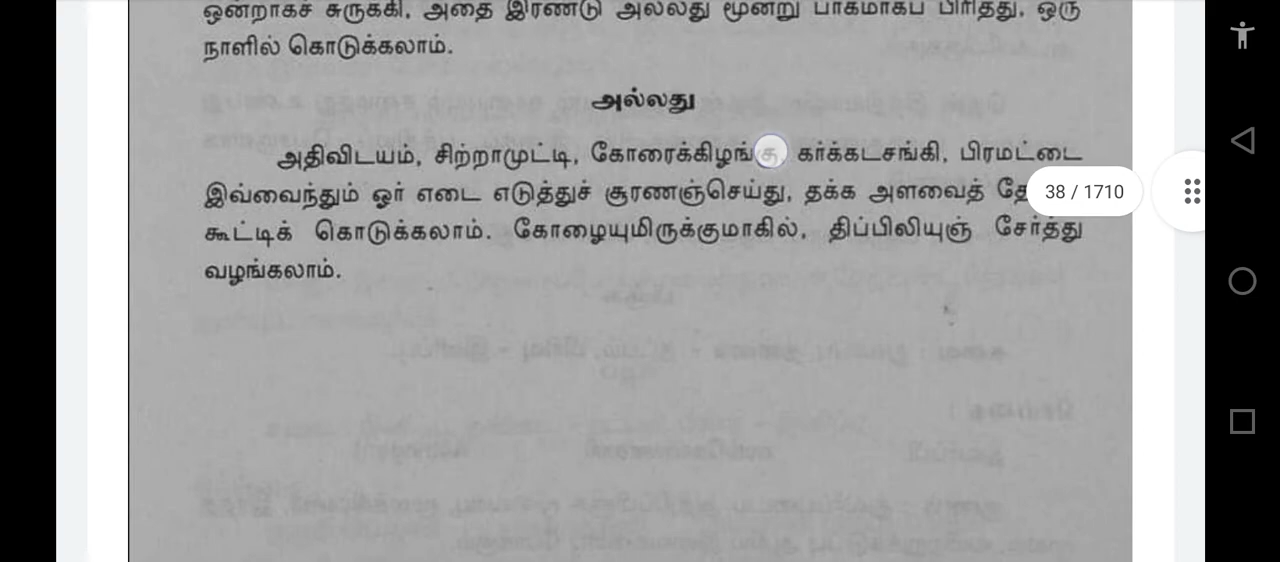 ஒன்றாகச் சுருக்கி, அதை இரண்டு அல்லது மூன்று பாகமாகப் பிரித்து, ஒரு
நாளில் கொடுக்கலாம்.
அல்லது
அதிவிடயம், சிற்றாமுட்டி, கோரைக்கிழங்கு, கர்க்கடசங்கி, பிரமட்டை
இவ்வைந்தும் ஓர் எடை எடுத்துச் சூரணஞ்செய்து, தக்க அளவைத்
38 / 1710
கூட்டிக் கொடுக்கலாம். கோழையுமிருக்குமாகில், திப்பிலியுஞ் சேர்த்து
வழங்கலாம்.